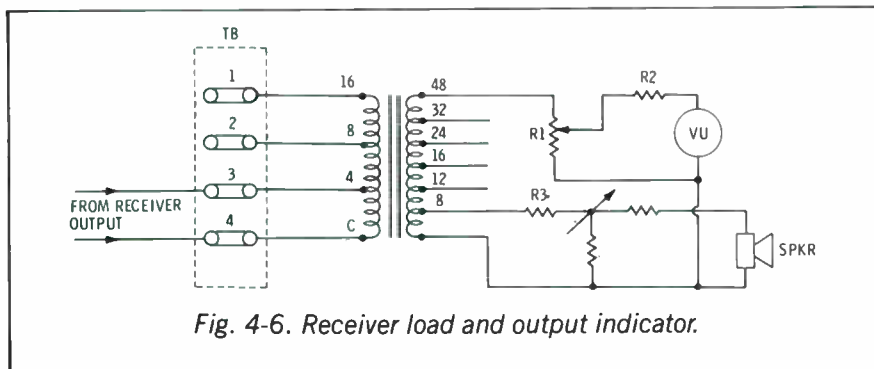 TB
1
2
3
4
FROM RECEIVER
OUTPUT
16
8
4
C
48
32
24
16
12
8
R1
R2
VU
R3
SPKR
Fig. 4-6. Receiver load and output indicator.